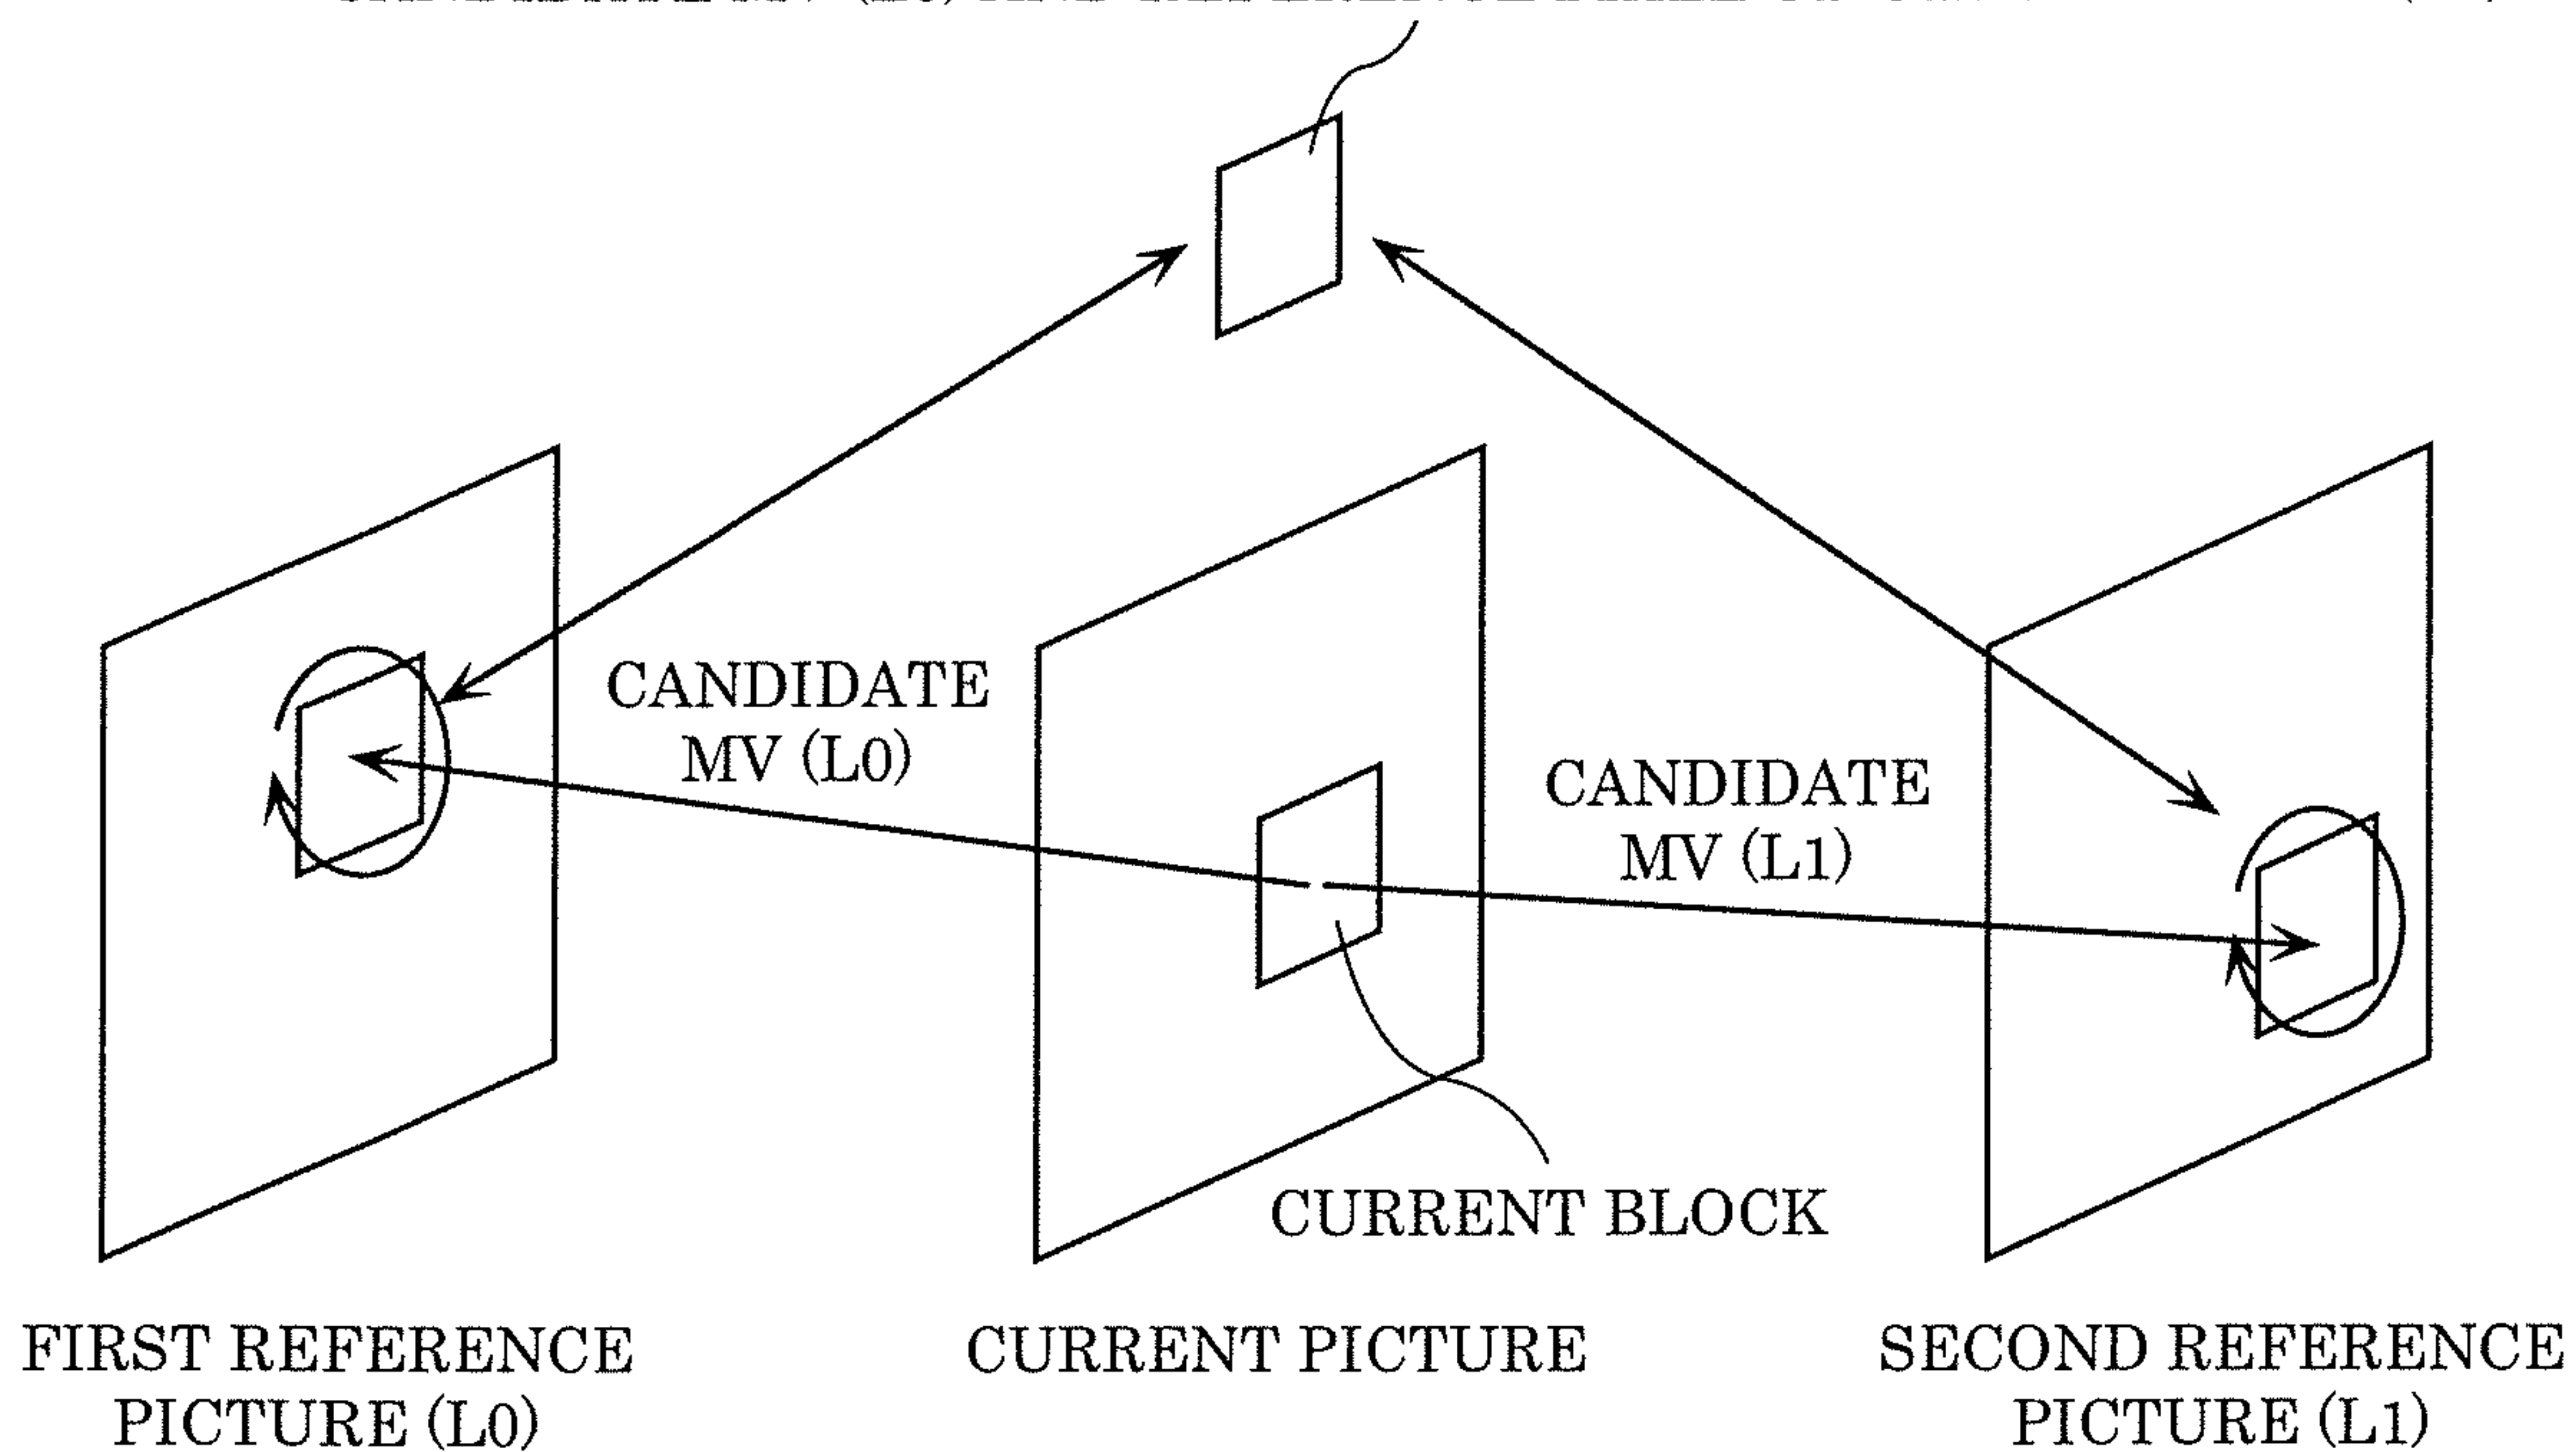 CANDIDATE
MV (L0)
CANDIDATE
MV (L1)
CURRENT BLOCK
FIRST REFERENCE
PICTURE (L0)
CURRENT PICTURE
SECOND REFERENCE
PICTURE (L1)